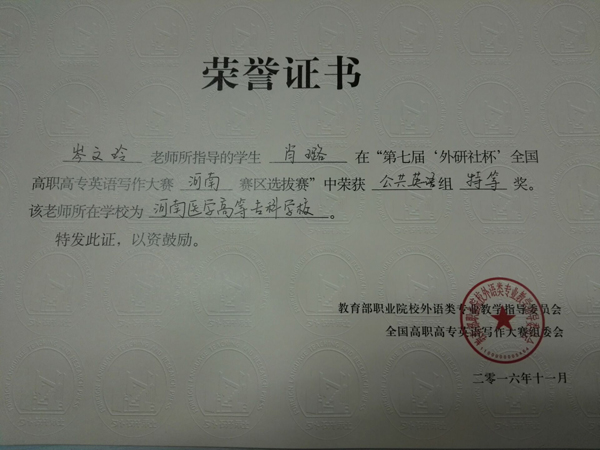 荣誉证书
岑文玲 老师所指导的学生 肖璐 在“第七届‘外研社杯’全国
高职高专英语写作大赛 河南 赛区选拔赛”中荣获 公共英语组 特等 奖。
该老师所在学校为 河南医学高等专科学校 。
特发此证，以资鼓励。
教育部职业院校外语类专业教学指导委员会
全国高职高专英语写作大赛组委会
二零一六年十一月